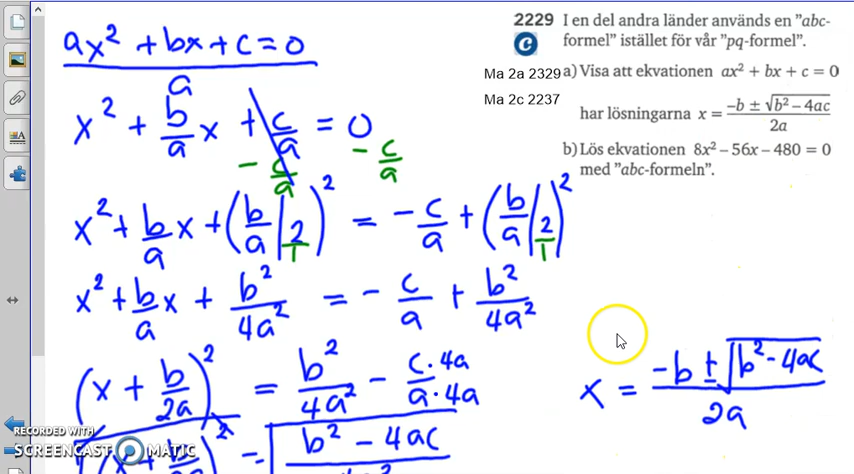 ax² + bx + c = 0
a
x² + b/a x + c/a = 0
- c/a - c/a
x² + b/a x + (b/a | 2/1)² = - c/a + (b/a | 2/1)²
x² + b/a x + b²/4a² = - c/a + b²/4a²
(x + b/2a)² = b²/4a² - c·4a/a·4a
b² - 4ac
2229 I en del andra länder används en ”abc-
C formel” istället för vår ”pq-formel”.
Ma 2a 2329 a) Visa att ekvationen ax² + bx + c = 0
Ma 2c 2237
har lösningarna x = (-b ± √(b² – 4ac))/2a
b) Lös ekvationen 8x² – 56x – 480 = 0
med ”abc-formeln”.
x = (-b ± √(b² - 4ac))/2a
RECORDED WITH
SCREENCAST MATIC